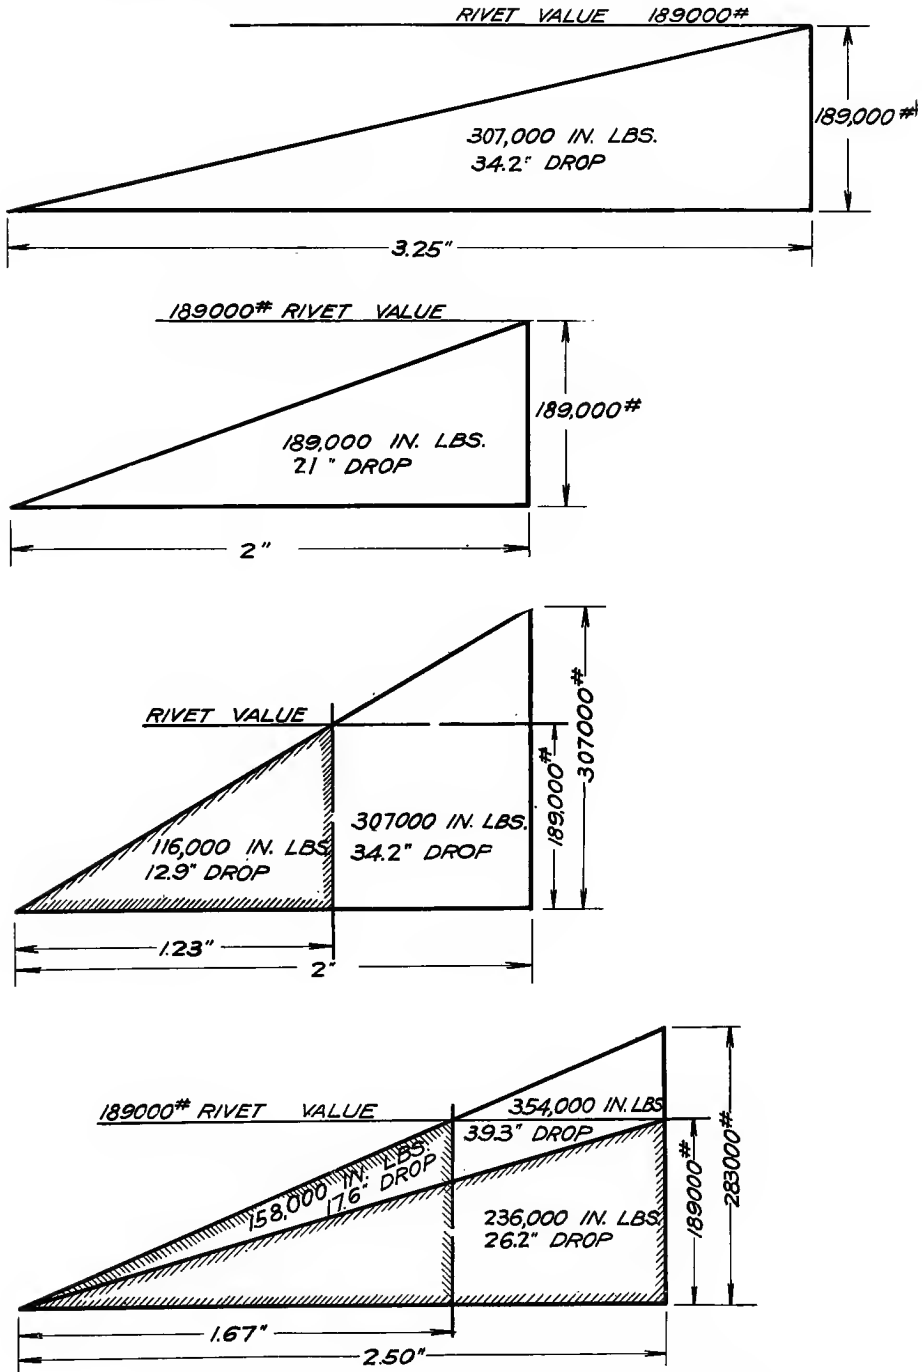 RIVET VALUE 189000#
189,000#
307,000 IN. LBS.
34.2" DROP
3.25"
189000# RIVET VALUE
189,000#
189,000 IN. LBS.
21" DROP
2"
RIVET VALUE
307000#
189,000#
307000 IN. LBS.
34.2" DROP
116,000 IN. LBS
12.9" DROP
1.23"
2"
189000# RIVET VALUE
354,000 IN. LBS
39.3" DROP
158,000 IN. LBS.
17.6" DROP
236,000 IN. LBS
26.2" DROP
189000#
283000#
1.67"
2.50"